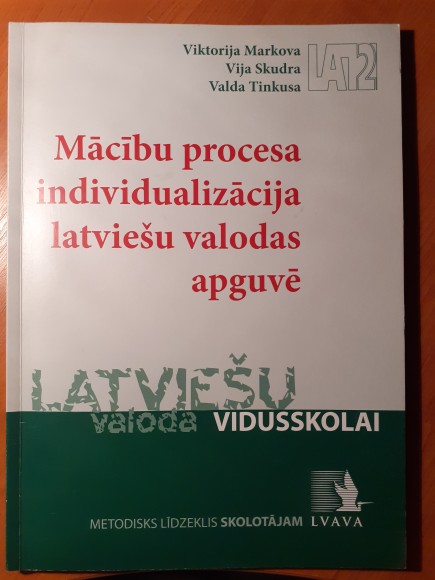 Viktorija Markova
Vija Skudra
Valda Tinkusa
LAT2
Mācību procesa
individualizācija
latviešu valodas
apguvē
LATVIEŠU
valoda VIDUSSKOLAI
METODISKS LĪDZEKLIS SKOLOTĀJAM LVAVA